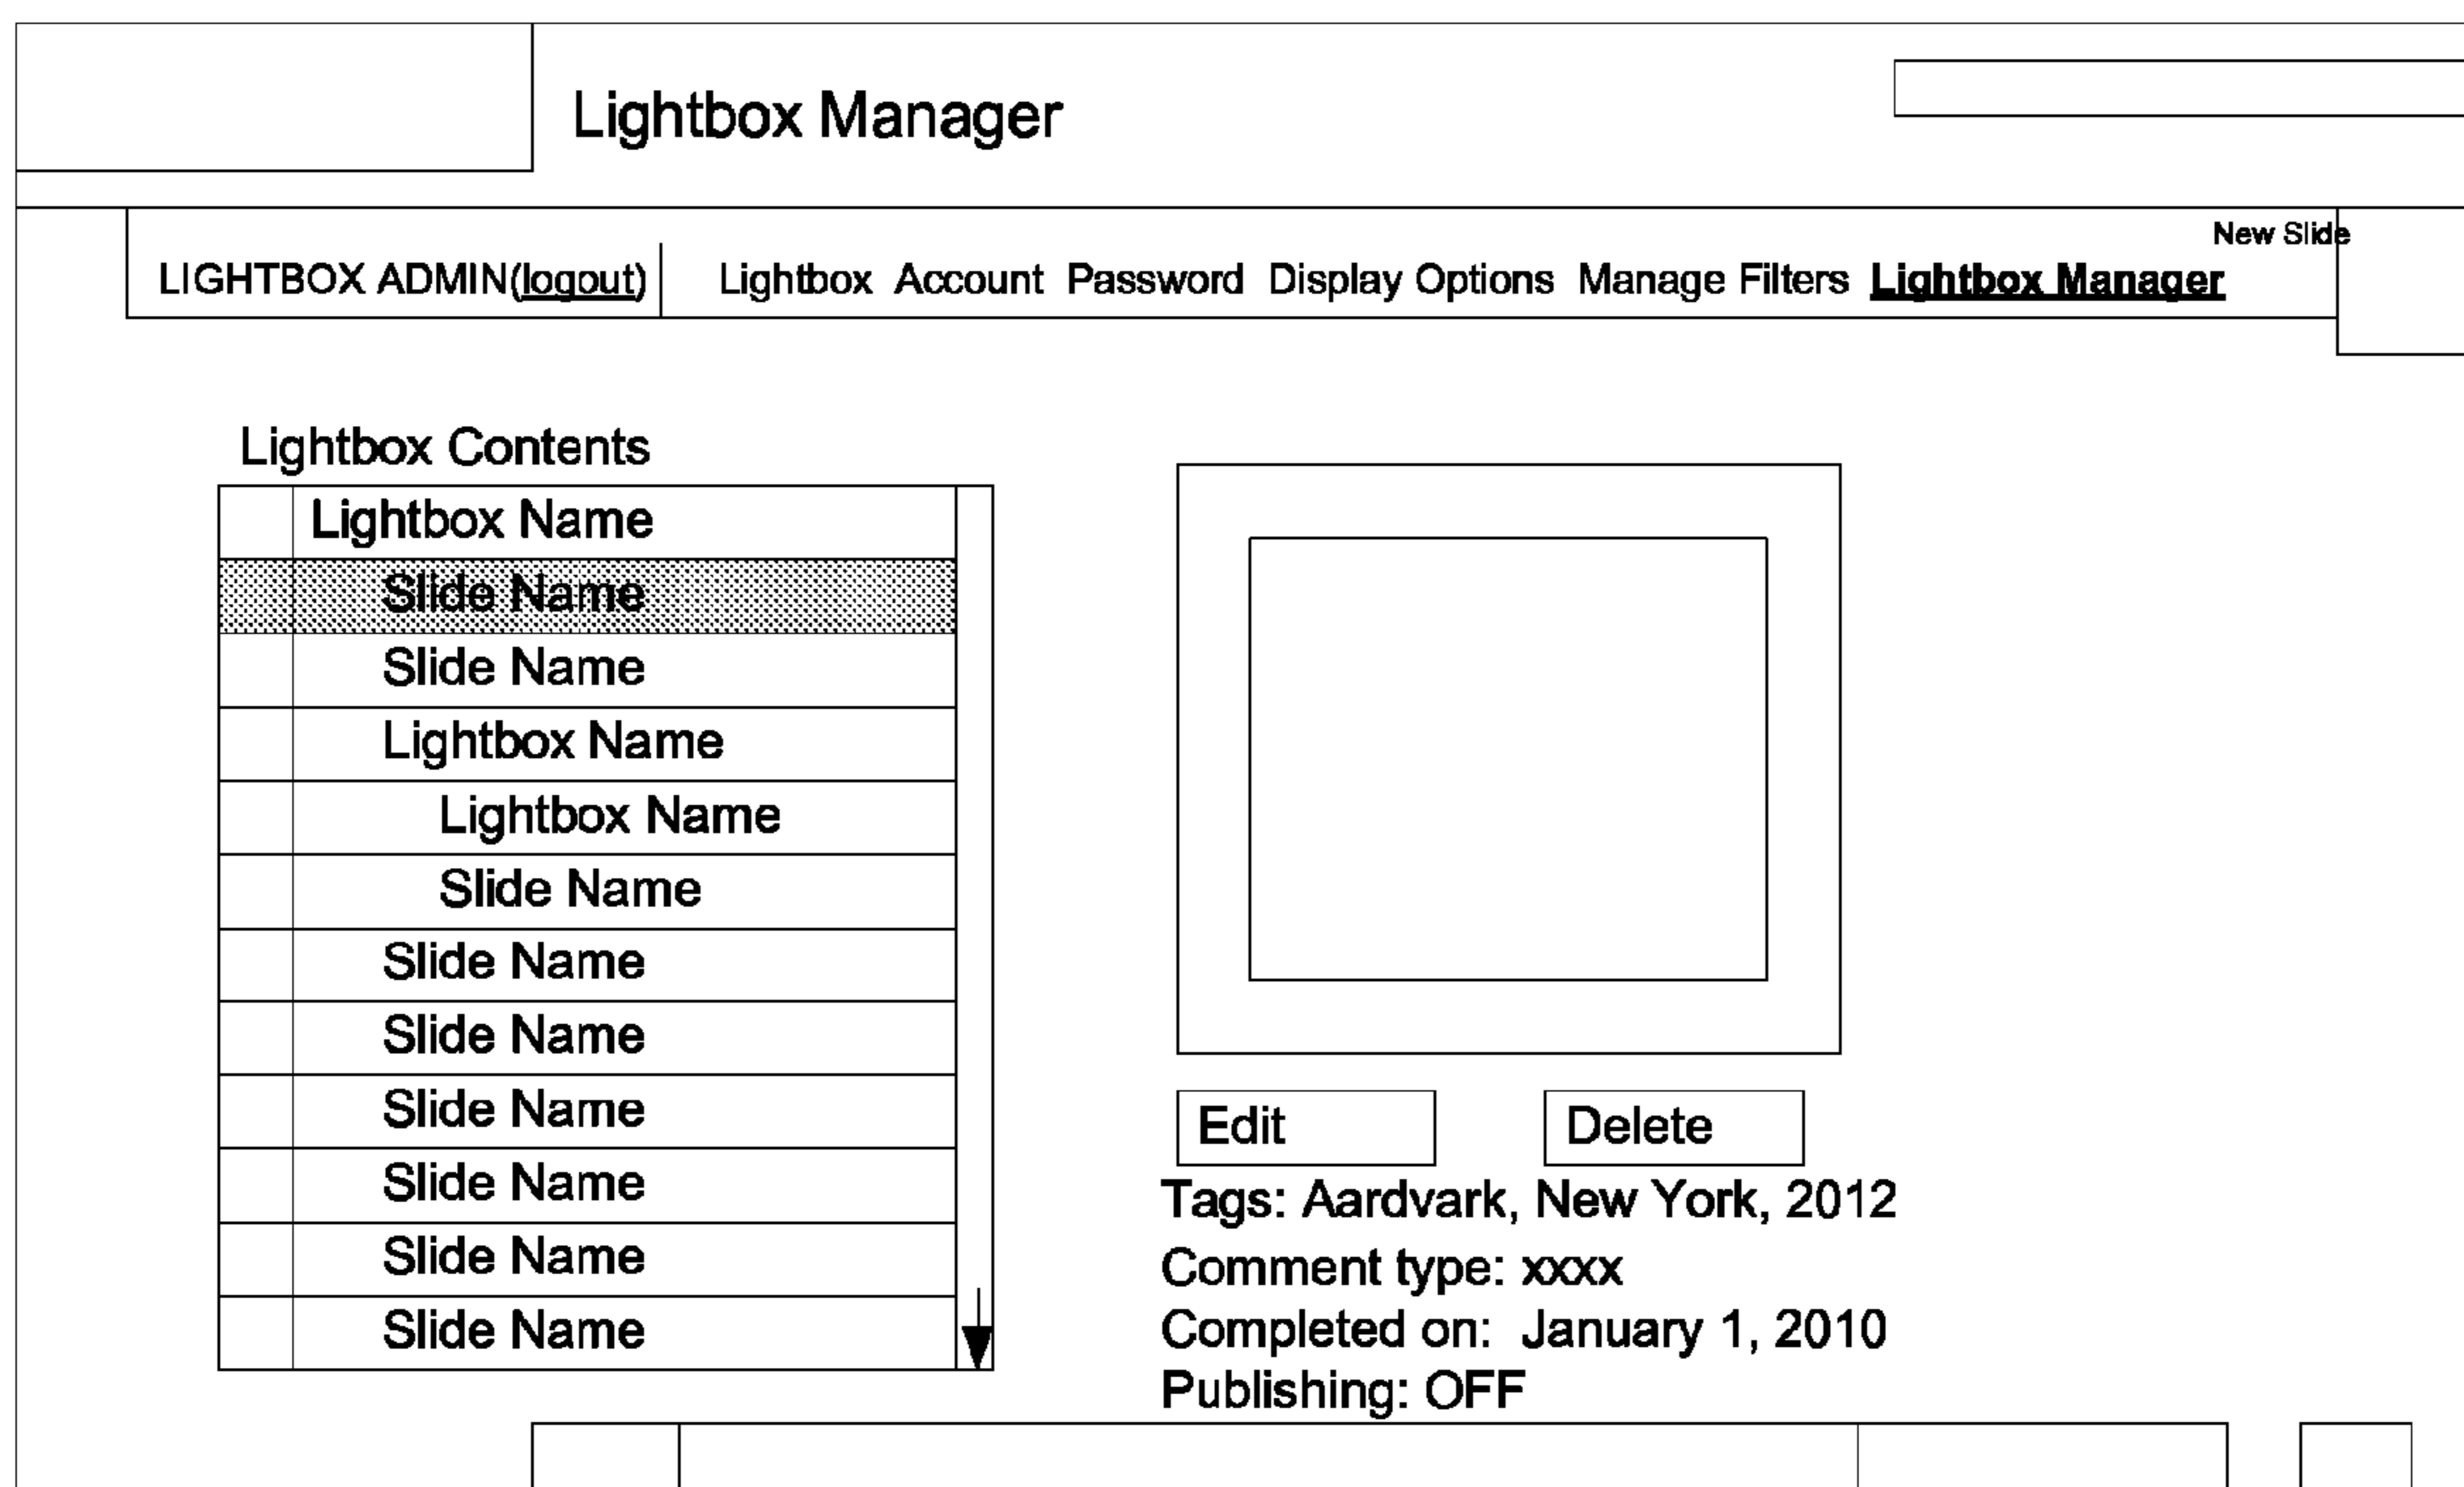 Lightbox Manager
New Slide
LIGHTBOX ADMIN(logout) Lightbox Account Password Display Options Manage Filters Lightbox Manager
Lightbox Contents
Lightbox Name
Slide Name
Slide Name
Lightbox Name
Lightbox Name
Slide Name
Slide Name
Slide Name
Slide Name
Slide Name
Slide Name
Slide Name
Edit
Delete
Tags: Aardvark, New York, 2012
Comment type: xxxx
Completed on: January 1, 2010
Publishing: OFF